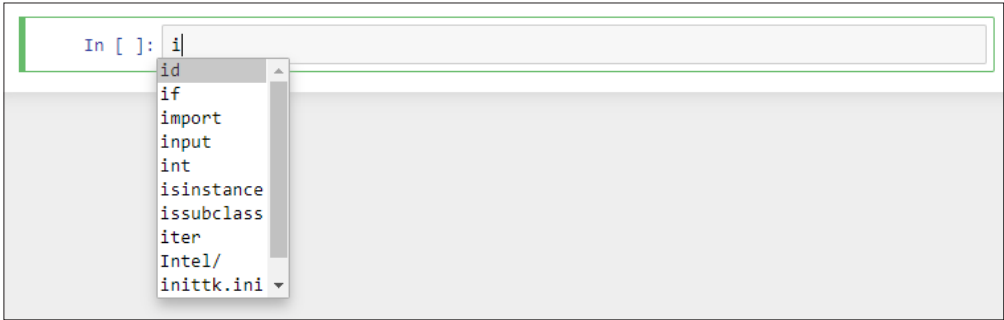 In [ ]: i
id
if
import
input
int
isinstance
issubclass
iter
Intel/
inittk.ini